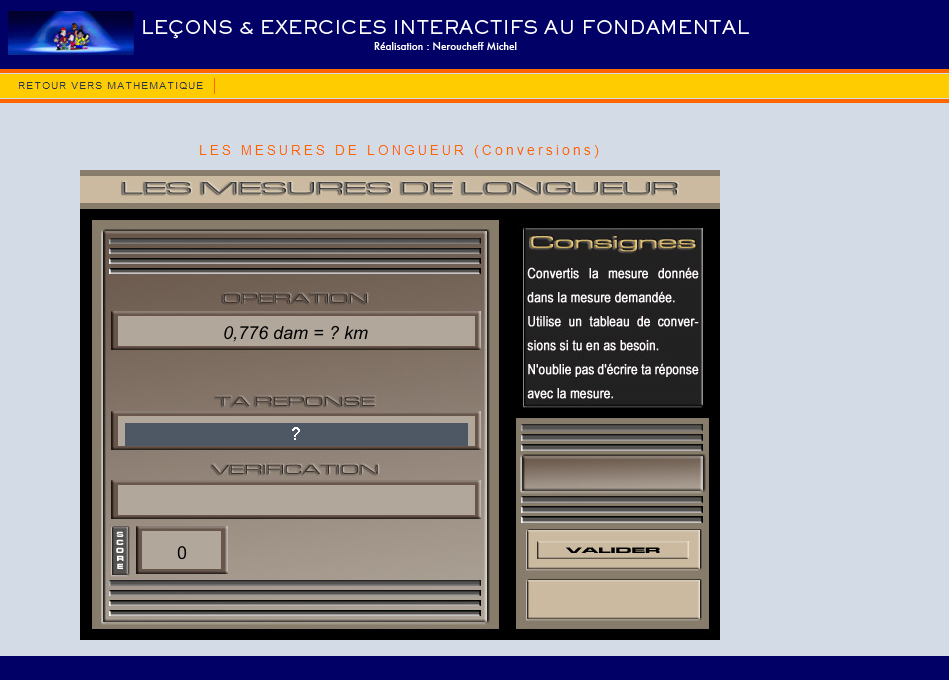 LEÇONS & EXERCICES INTERACTIFS AU FONDAMENTAL
Réalisation : Neroucheff Michel
RETOUR VERS MATHEMATIQUE
LES MESURES DE LONGUEUR (Conversions)
LES MESURES DE LONGUEUR
OPERATION
0,776 dam = ? km
TA REPONSE
?
VERIFICATION
SCORE
0
Consignes
Convertis la mesure donnée
dans la mesure demandée.
Utilise un tableau de conver-
sions si tu en as besoin.
N'oublie pas d'écrire ta réponse
avec la mesure.
VALIDER